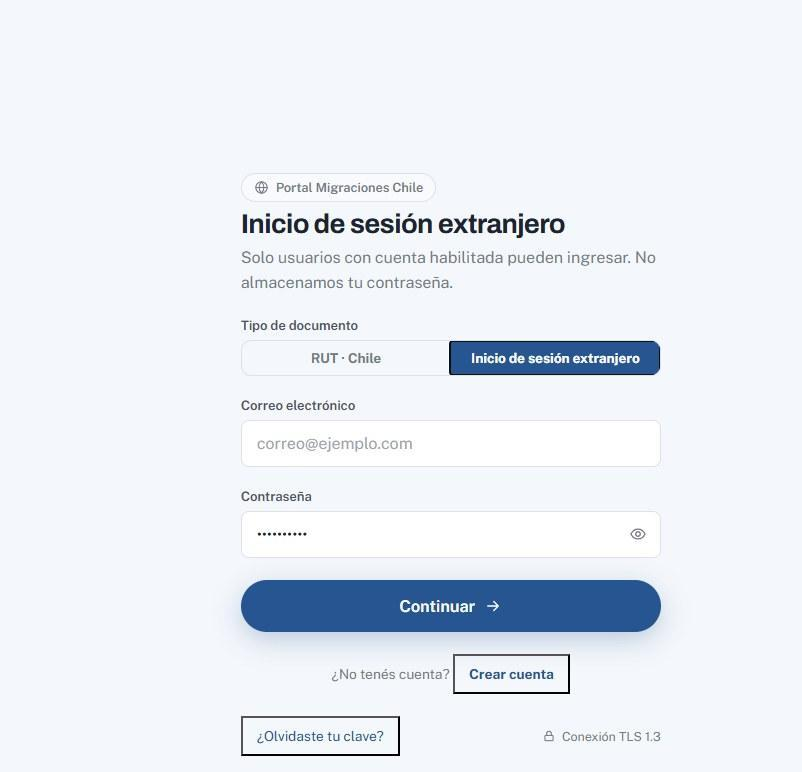 Portal Migraciones Chile
Inicio de sesión extranjero
Solo usuarios con cuenta habilitada pueden ingresar. No
almacenamos tu contraseña.
Tipo de documento
RUT · Chile
Inicio de sesión extranjero
Correo electrónico
correo@ejemplo.com
Contraseña
••••••••••
Continuar →
¿No tenés cuenta? Crear cuenta
¿Olvidaste tu clave?
Conexión TLS 1.3